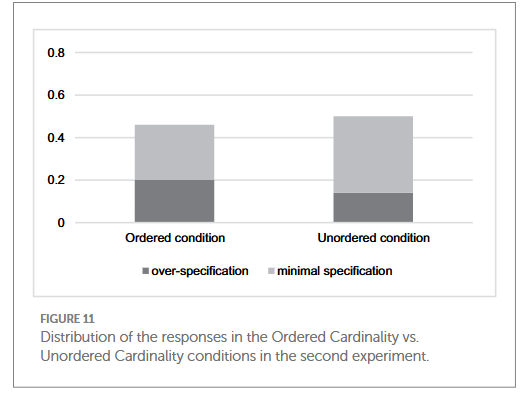 0.8
0.6
0.4
0.2
0
Ordered condition Unordered condition
over-specification minimal specification
FIGURE 11
Distribution of the responses in the Ordered Cardinality vs.
Unordered Cardinality conditions in the second experiment.